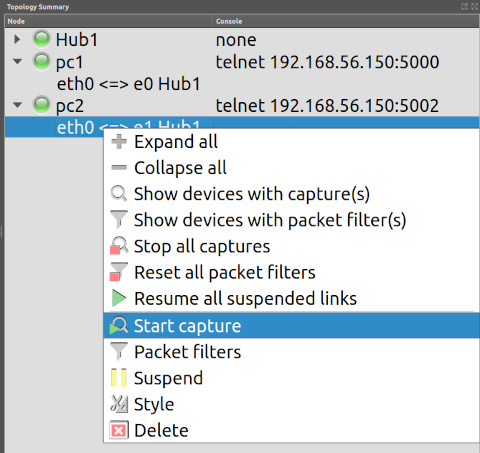 Topology Summary
Node Console
Hub1 none
pc1 telnet 192.168.56.150:5000
eth0 <=> e0 Hub1
pc2 telnet 192.168.56.150:5002
eth0 <=> e1 Hub1
Expand all
Collapse all
Show devices with capture(s)
Show devices with packet filter(s)
Stop all captures
Reset all packet filters
Resume all suspended links
Start capture
Packet filters
Suspend
Style
Delete